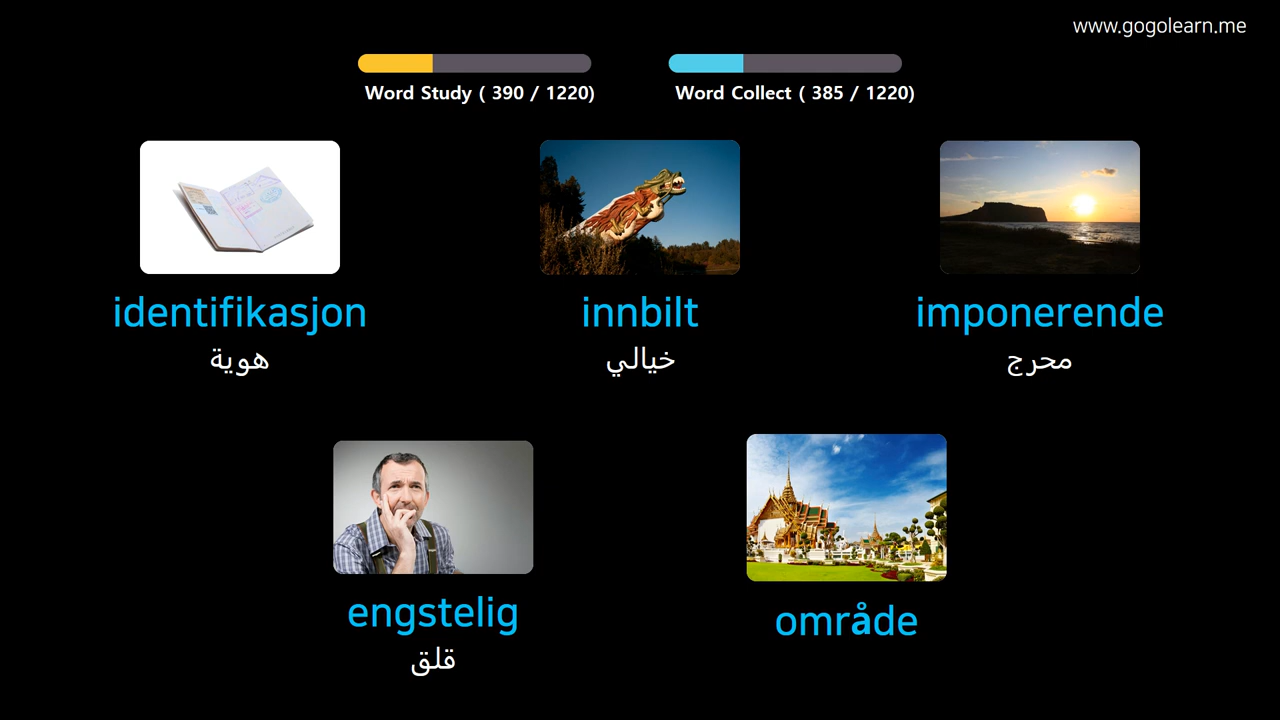 www.gogolearn.me
Word Study ( 390 / 1220)
Word Collect ( 385 / 1220)
identifikasjon
هوية
innbilt
خيالي
imponerende
محرج
engstelig
قلق
område